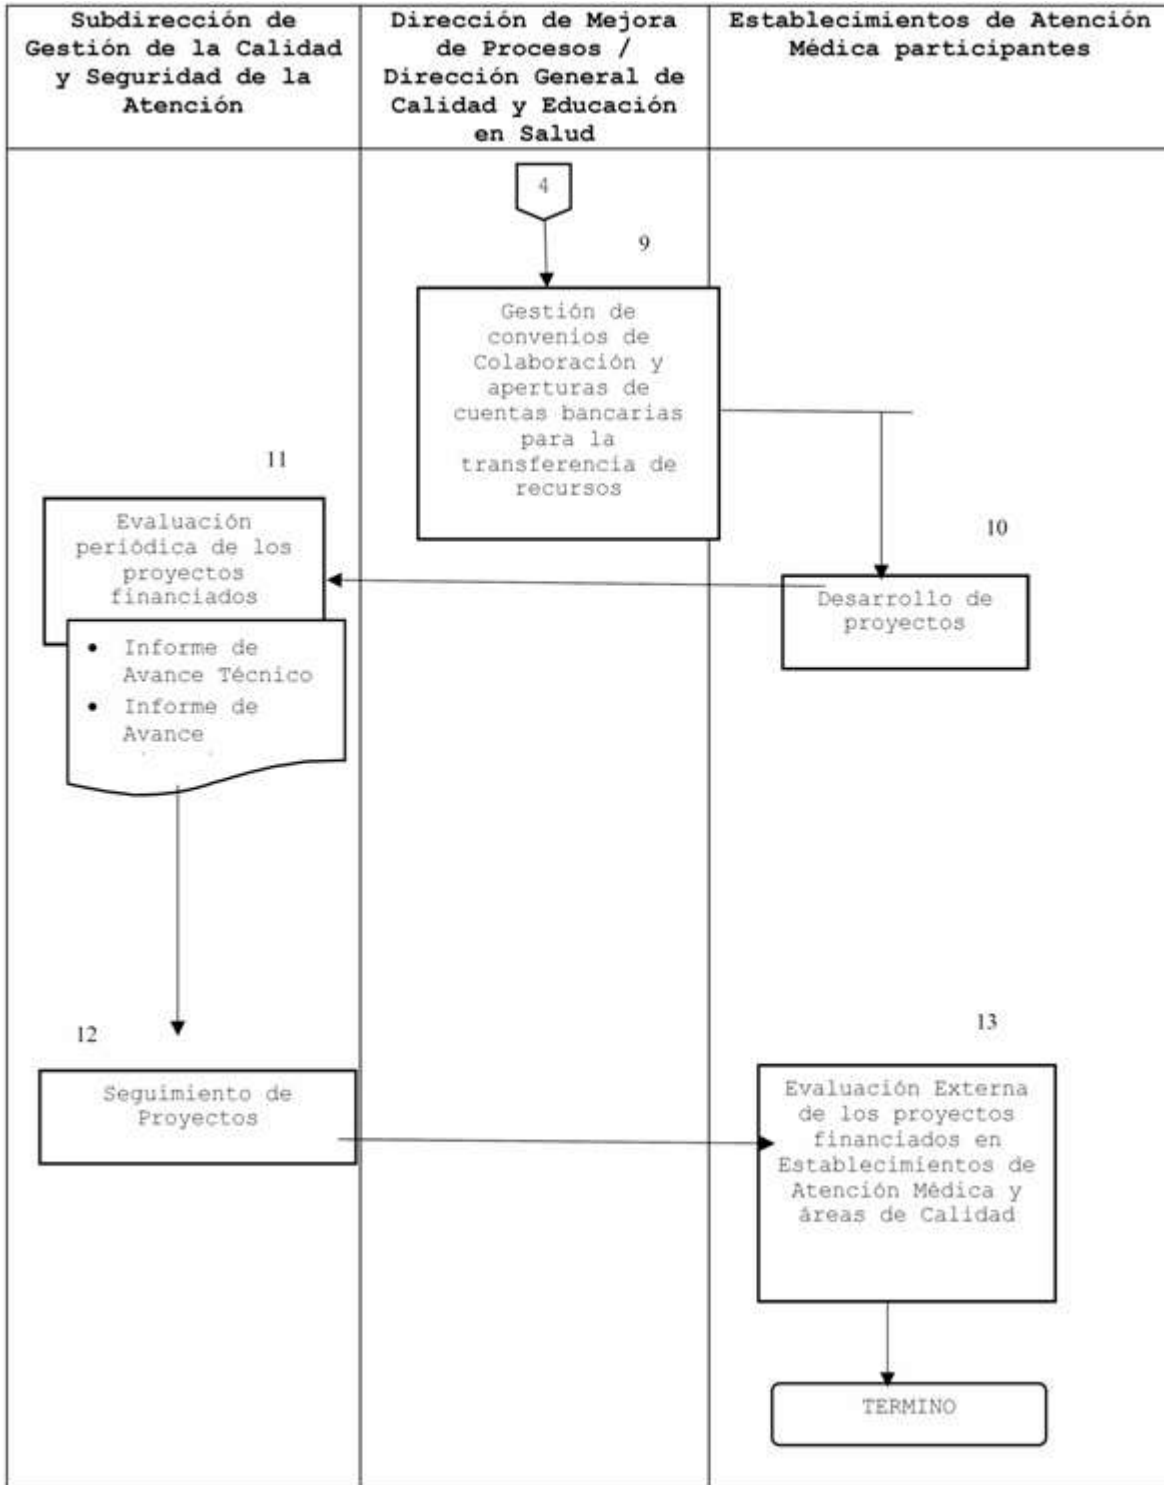 Subdirección de
Gestión de la Calidad
y Seguridad de la
Atención
Dirección de Mejora
de Procesos /
Dirección General de
Calidad y Educación
en Salud
Establecimientos de Atención
Médica participantes
4
9
Gestión de
convenios de
Colaboración y
aperturas de
cuentas bancarias
para la
transferencia de
recursos
10
Desarrollo de
proyectos
11
Evaluación
periódica de los
proyectos
financiados
• Informe de
Avance Técnico
• Informe de
Avance
12
Seguimiento de
Proyectos
13
Evaluación Externa
de los proyectos
financiados en
Establecimientos de
Atención Médica y
áreas de Calidad
TERMINO